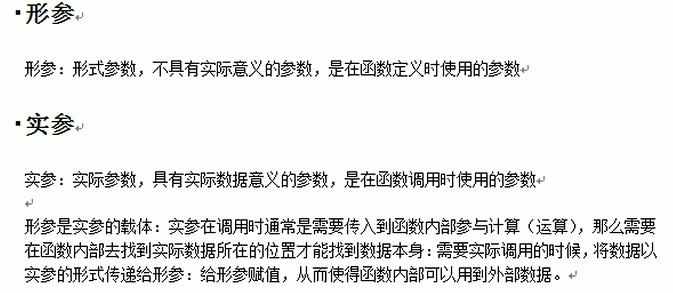 形参
形参：形式参数，不具有实际意义的参数，是在函数定义时使用的参数
实参
实参：实际参数，具有实际数据意义的参数，是在函数调用时使用的参数
形参是实参的载体：实参在调用时通常是需要传入到函数内部参与计算（运算），那么需要
在函数内部去找到实际数据所在的位置才能找到数据本身：需要实际调用的时候，将数据以
实参的形式传递给形参：给形参赋值，从而使得函数内部可以用到外部数据。